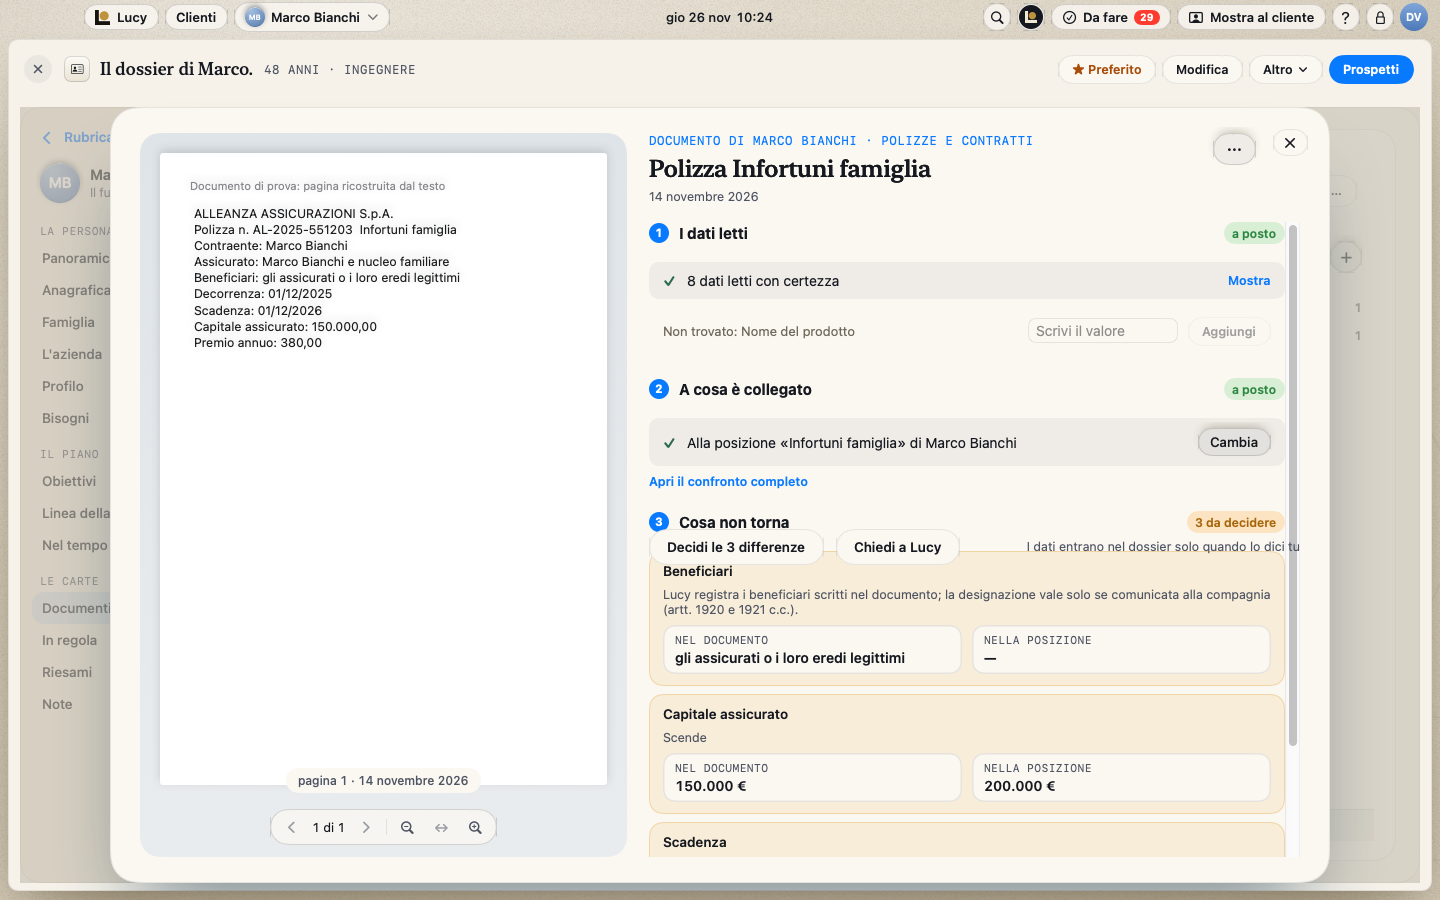 Lucy
Clienti
MB Marco Bianchi
gio 26 nov 10:24
Da fare 29
Mostra al cliente
?
DV
Il dossier di Marco.
48 ANNI · INGEGNERE
Preferito
Modifica
Altro
Prospetti
Rubrica
MB
Ma
Il fu
LA PERSONA
Panoramic
Anagrafica
Famiglia
L'azienda
Profilo
Bisogni
IL PIANO
Obiettivi
Linea della
Nel tempo
LE CARTE
Documenti
In regola
Riesami
Note
Documento di prova: pagina ricostruita dal testo
ALLEANZA ASSICURAZIONI S.p.A.
Polizza n. AL-2025-551203 Infortuni famiglia
Contraente: Marco Bianchi
Assicurato: Marco Bianchi e nucleo familiare
Beneficiari: gli assicurati o i loro eredi legittimi
Decorrenza: 01/12/2025
Scadenza: 01/12/2026
Capitale assicurato: 150.000,00
Premio annuo: 380,00
pagina 1 · 14 novembre 2026
1 di 1
DOCUMENTO DI MARCO BIANCHI · POLIZZE E CONTRATTI
Polizza Infortuni famiglia
14 novembre 2026
1 I dati letti
a posto
8 dati letti con certezza
Mostra
Non trovato: Nome del prodotto
Scrivi il valore
Aggiungi
2 A cosa è collegato
a posto
Alla posizione «Infortuni famiglia» di Marco Bianchi
Cambia
Apri il confronto completo
3 Cosa non torna
3 da decidere
Decidi le 3 differenze
Chiedi a Lucy
I dati entrano nel dossier solo quando lo dici tu
Beneficiari
Lucy registra i beneficiari scritti nel documento; la designazione vale solo se comunicata alla compagnia
(artt. 1920 e 1921 c.c.).
NEL DOCUMENTO
gli assicurati o i loro eredi legittimi
NELLA POSIZIONE
—
Capitale assicurato
Scende
NEL DOCUMENTO
150.000 €
NELLA POSIZIONE
200.000 €
Scadenza
1
1